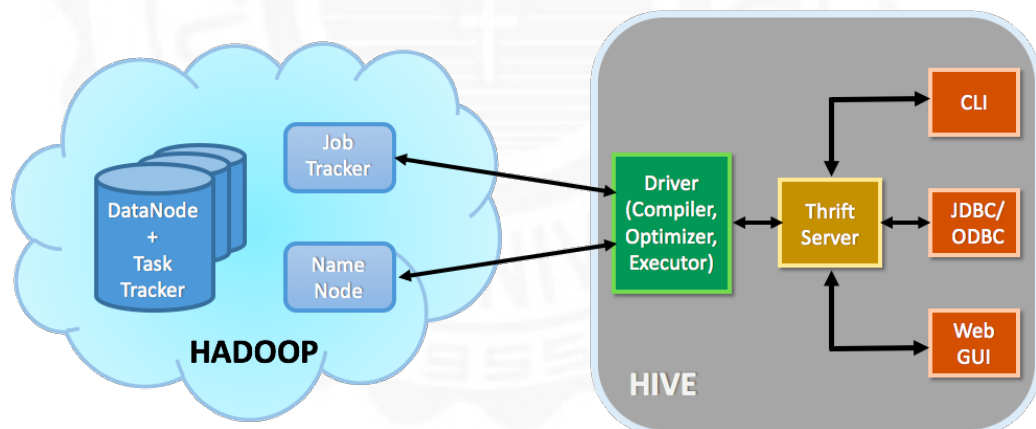 Job
Tracker
DataNode
+
Task
Tracker
Name
Node
HADOOP
Driver
(Compiler,
Optimizer,
Executor)
Thrift
Server
CLI
JDBC/
ODBC
Web
GUI
HIVE